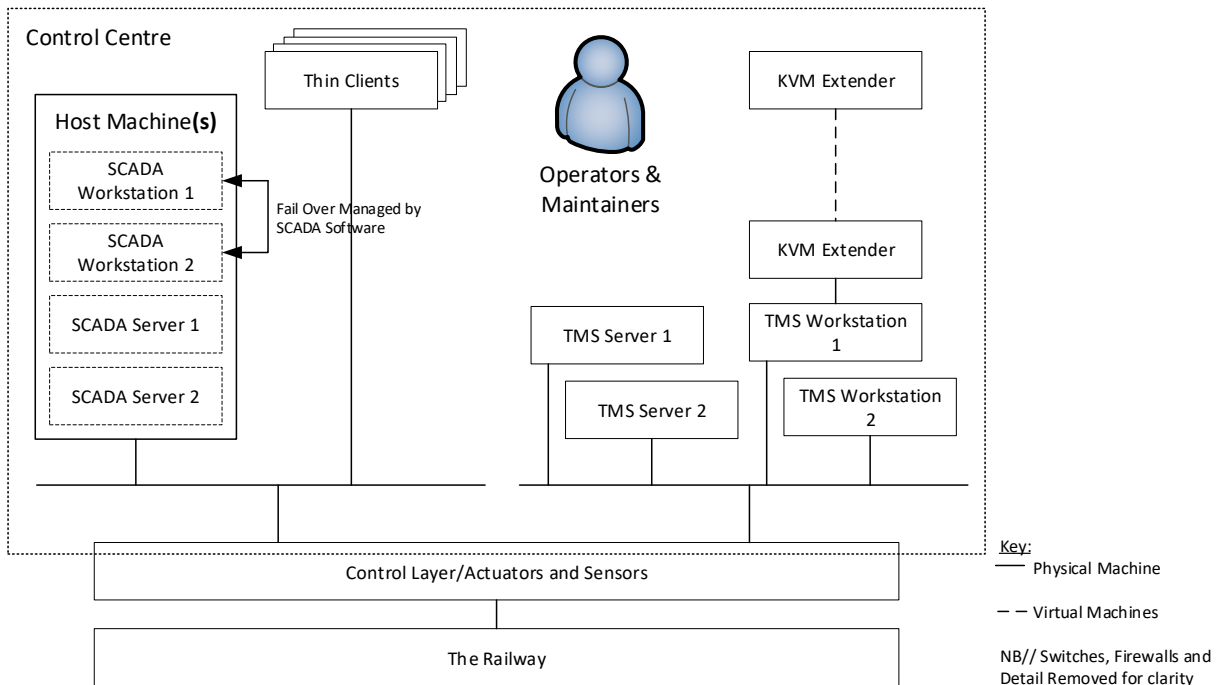 Control Centre
Thin Clients
KVM Extender
Host Machine(s)
SCADA
Workstation 1
Fail Over Managed by
SCADA Software
SCADA
Workstation 2
SCADA Server 1
SCADA Server 2
Operators &
Maintainers
KVM Extender
TMS Server 1
TMS Workstation
1
TMS Server 2
TMS Workstation
2
Control Layer/Actuators and Sensors
The Railway
Key:
Physical Machine
Virtual Machines
NB// Switches, Firewalls and
Detail Removed for clarity